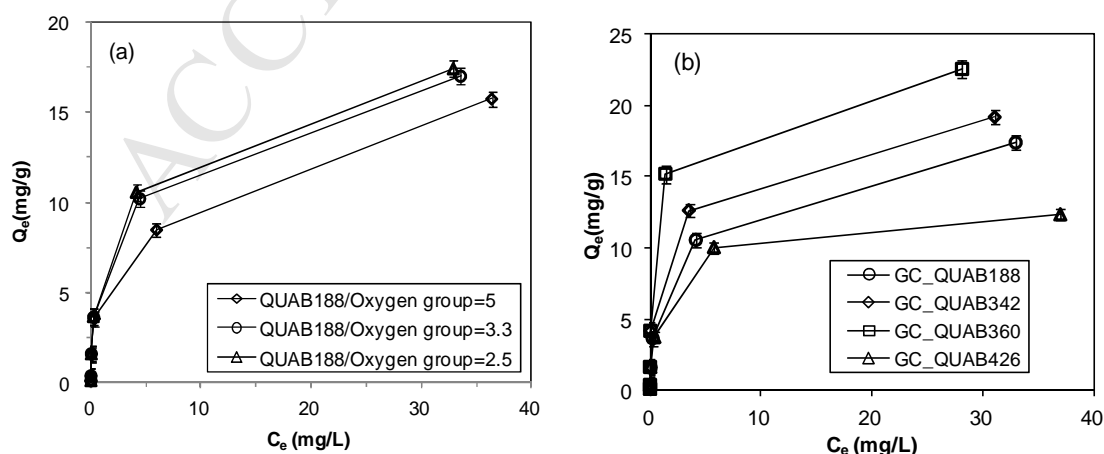 ACC
(a)
20
15
10
5
0
Qe(mg/g)
QUAB188/Oxygen group=5
QUAB188/Oxygen group=3.3
QUAB188/Oxygen group=2.5
0 10 20 30 40
Ce (mg/L)
(b)
25
20
15
10
5
0
Qe(mg/g)
GC_QUAB188
GC_QUAB342
GC_QUAB360
GC_QUAB426
0 10 20 30 40
Ce (mg/L)